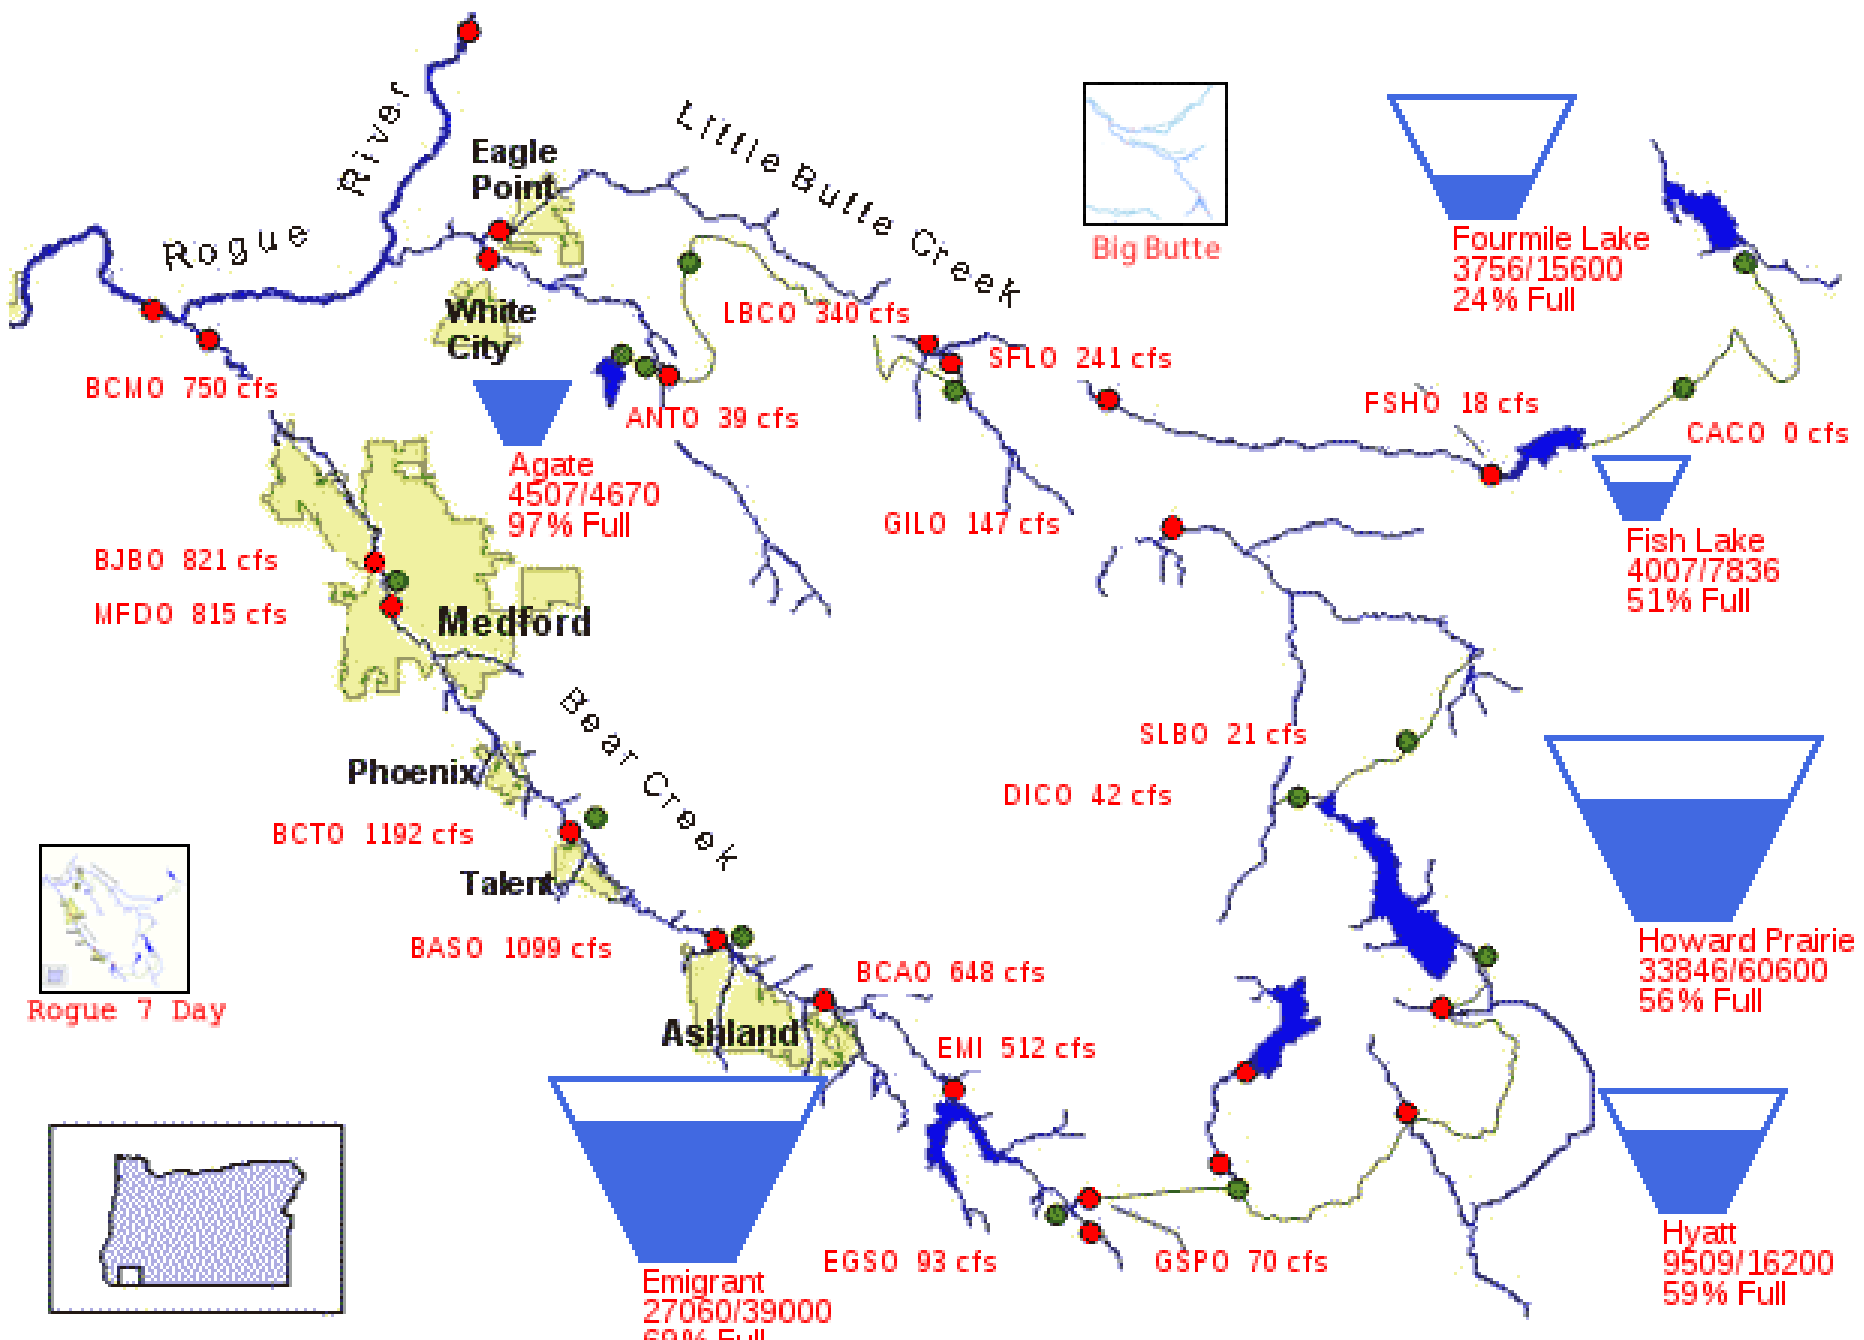 Rogue River
Eagle
Point
Little Butte Creek
Big Butte
Fourmile Lake
3756/15600
24% Full
White
City
LBCO 340 cfs
SFLO 241 cfs
BCMO 750 cfs
ANTO 39 cfs
FSHO 18 cfs
CACO 0 cfs
Agate
4507/4670
97% Full
GILO 147 cfs
Fish Lake
4007/7836
51% Full
BJBO 821 cfs
MFDO 815 cfs
Medford
Bear Creek
SLBO 21 cfs
DICO 42 cfs
Phoenix
BCTO 1192 cfs
Talent
BASO 1099 cfs
BCAO 648 cfs
Howard Prairie
33846/60600
56% Full
Rogue 7 Day
Ashland
EMI 512 cfs
EGSO 93 cfs
GSPO 70 cfs
Hyatt
9509/16200
59% Full
Emigrant
27060/39000
69% Full